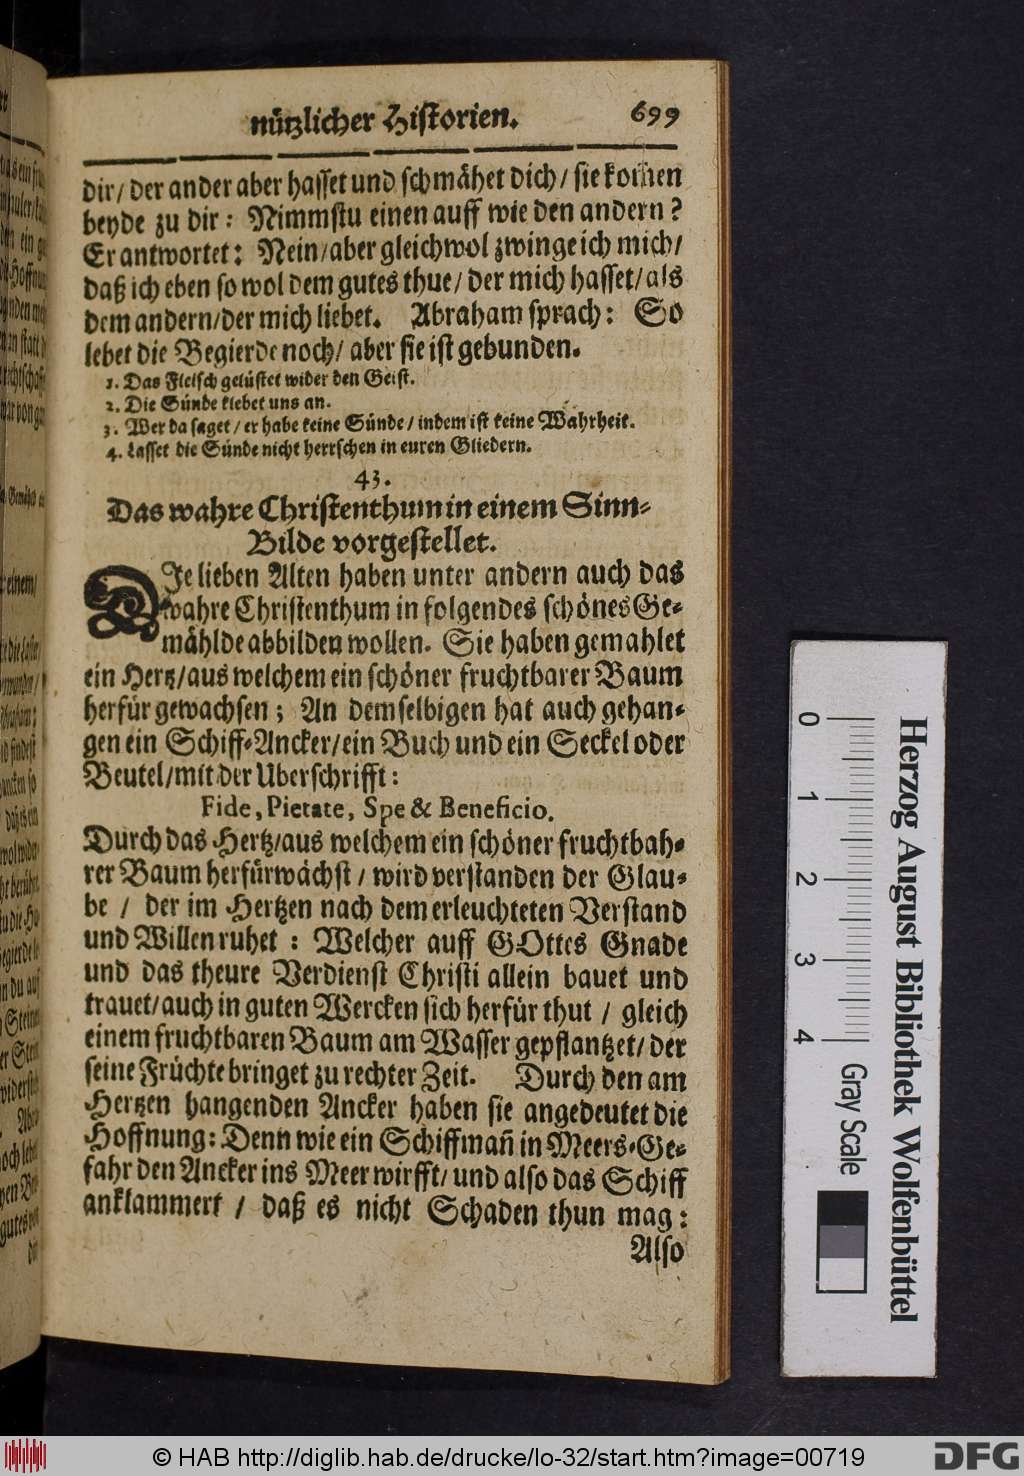 nützlicher Historien. 699
dir/ der ander aber hasset und schmähet dich/ sie kom̃en
beyde zu dir: Nimmstu einen auff wie den andern?
Er antwortet: Nein/ aber gleichwol zwinge ich mich/
daß ich eben so wol dem gutes thue/ der mich hasset/ als
dem andern/ der mich liebet. Abraham sprach: So
lebet die Begierde noch/ aber sie ist gebunden.
1. Das Fleisch gelüstet wider den Geist.
2. Die Sünde klebet uns an.
3. Wer da saget/ er habe keine Sünde/ indem ist keine Wahrheit.
4. Lasset die Sünde nicht herrschen in euren Gliedern.
43.
Das wahre Christenthum in einem Sinn-
Bilde vorgestellet.
DIe lieben Alten haben unter andern auch das
wahre Christenthum in folgendes schönes Ge-
mählde abbilden wollen. Sie haben gemahlet
ein Hertz/ aus welchem ein schöner fruchtbarer Baum
herfür gewachsen; An demselbigen hat auch gehan-
gen ein Schiff-Ancker/ ein Buch und ein Seckel oder
Beutel/ mit der Uberschrifft:
Fide, Pietate, Spe & Beneficio.
Durch das Hertz/ aus welchem ein schöner fruchtbah-
rer Baum herfürwächst/ wird verstanden der Glau-
be / der im Hertzen nach dem erleuchteten Verstand
und Willen ruhet: Welcher auff GOttes Gnade
und das theure Verdienst Christi allein bauet und
trauet/ auch in guten Wercken sich herfür thut / gleich
einem fruchtbaren Baum am Wasser gepflantzet/ der
seine Früchte bringet zu rechter Zeit. Durch den am
Hertzen hangenden Ancker haben sie angedeutet die
Hoffnung: Denn wie ein Schiffmañ in Meers-Ge-
fahr den Ancker ins Meer wirfft/ und also das Schiff
anklammert / daß es nicht Schaden thun mag:
Also
0 1 2 3 4
Gray Scale
Herzog August Bibliothek Wolfenbüttel
© HAB http://diglib.hab.de/drucke/lo-32/start.htm?image=00719
DFG